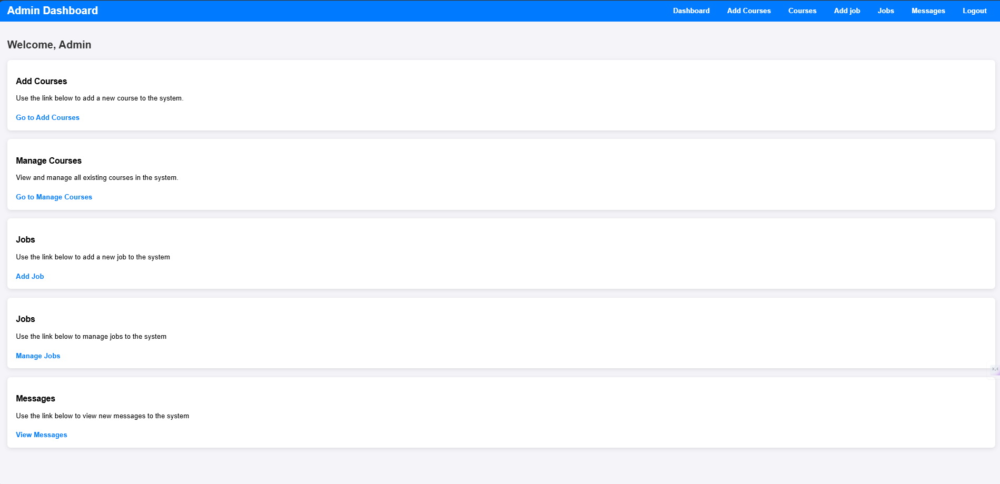 Admin Dashboard
Dashboard Add Courses Courses Add job Jobs Messages Logout
Welcome, Admin
Add Courses
Use the link below to add a new course to the system.
Go to Add Courses
Manage Courses
View and manage all existing courses in the system.
Go to Manage Courses
Jobs
Use the link below to add a new job to the system
Add Job
Jobs
Use the link below to manage jobs to the system
Manage Jobs
Messages
Use the link below to view new messages to the system
View Messages